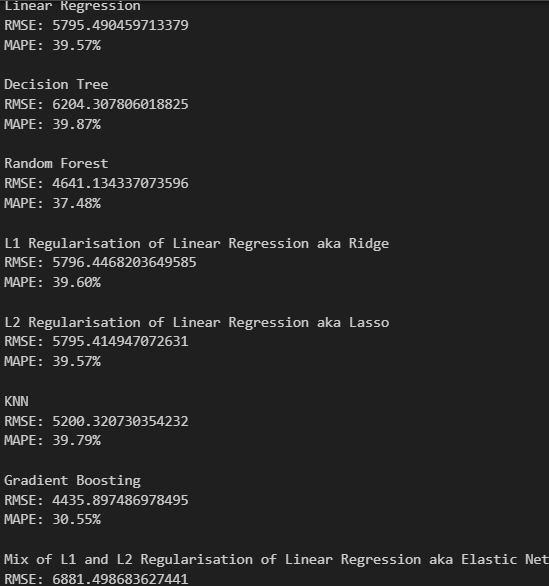 Linear Regression
RMSE: 5795.490459713379
MAPE: 39.57%
Decision Tree
RMSE: 6204.307806018825
MAPE: 39.87%
Random Forest
RMSE: 4641.134337073596
MAPE: 37.48%
L1 Regularisation of Linear Regression aka Ridge
RMSE: 5796.4468203649585
MAPE: 39.60%
L2 Regularisation of Linear Regression aka Lasso
RMSE: 5795.414947072631
MAPE: 39.57%
KNN
RMSE: 5200.320730354232
MAPE: 39.79%
Gradient Boosting
RMSE: 4435.897486978495
MAPE: 30.55%
Mix of L1 and L2 Regularisation of Linear Regression aka Elastic Net
RMSE: 6881.498683627441